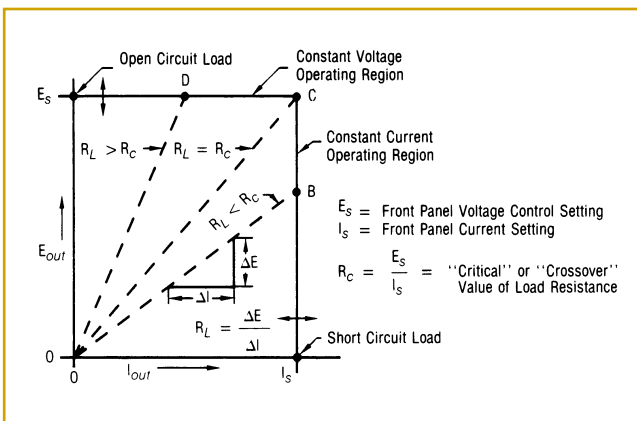 Open Circuit Load
Constant Voltage
Operating Region
D
E_S
C
R_L > R_C
R_L = R_C
Constant Current
Operating Region
B
R_L < R_C
E_S = Front Panel Voltage Control Setting
I_S = Front Panel Current Setting
E_out
ΔE
ΔI
R_C = E_S / I_S = "Critical" or "Crossover"
Value of Load Resistance
R_L = ΔE / ΔI
Short Circuit Load
0
0
I_out
I_S